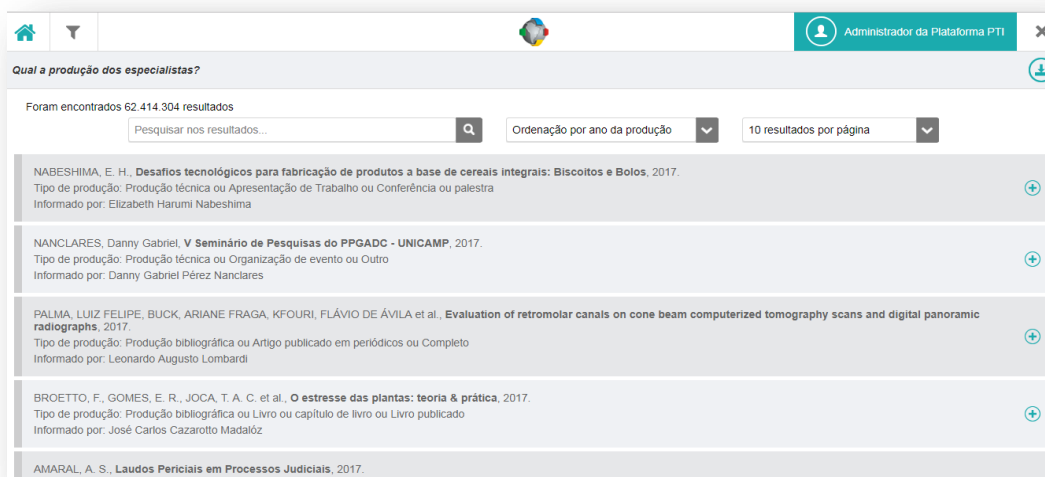 Administrador da Plataforma PTI
Qual a produção dos especialistas?
Foram encontrados 62.414.304 resultados
Pesquisar nos resultados...
Ordenação por ano da produção
10 resultados por página
NABESHIMA, E. H., Desafios tecnológicos para fabricação de produtos a base de cereais integrais: Biscoitos e Bolos, 2017.
Tipo de produção: Produção técnica ou Apresentação de Trabalho ou Conferência ou palestra
Informado por: Elizabeth Harumi Nabeshima
NANCLARES, Danny Gabriel, V Seminário de Pesquisas do PPGADC - UNICAMP, 2017.
Tipo de produção: Produção técnica ou Organização de evento ou Outro
Informado por: Danny Gabriel Pérez Nanclares
PALMA, LUIZ FELIPE, BUCK, ARIANE FRAGA, KFOURI, FLÁVIO DE ÁVILA et al., Evaluation of retromolar canals on cone beam computerized tomography scans and digital panoramic
radiographs, 2017.
Tipo de produção: Produção bibliográfica ou Artigo publicado em periódicos ou Completo
Informado por: Leonardo Augusto Lombardi
BROETTO, F., GOMES, E. R., JOCA, T. A. C. et al., O estresse das plantas: teoria & prática, 2017.
Tipo de produção: Produção bibliográfica ou Livro ou capítulo de livro ou Livro publicado
Informado por: José Carlos Cazarotto Madalóz
AMARAL, A. S., Laudos Periciais em Processos Judiciais, 2017.